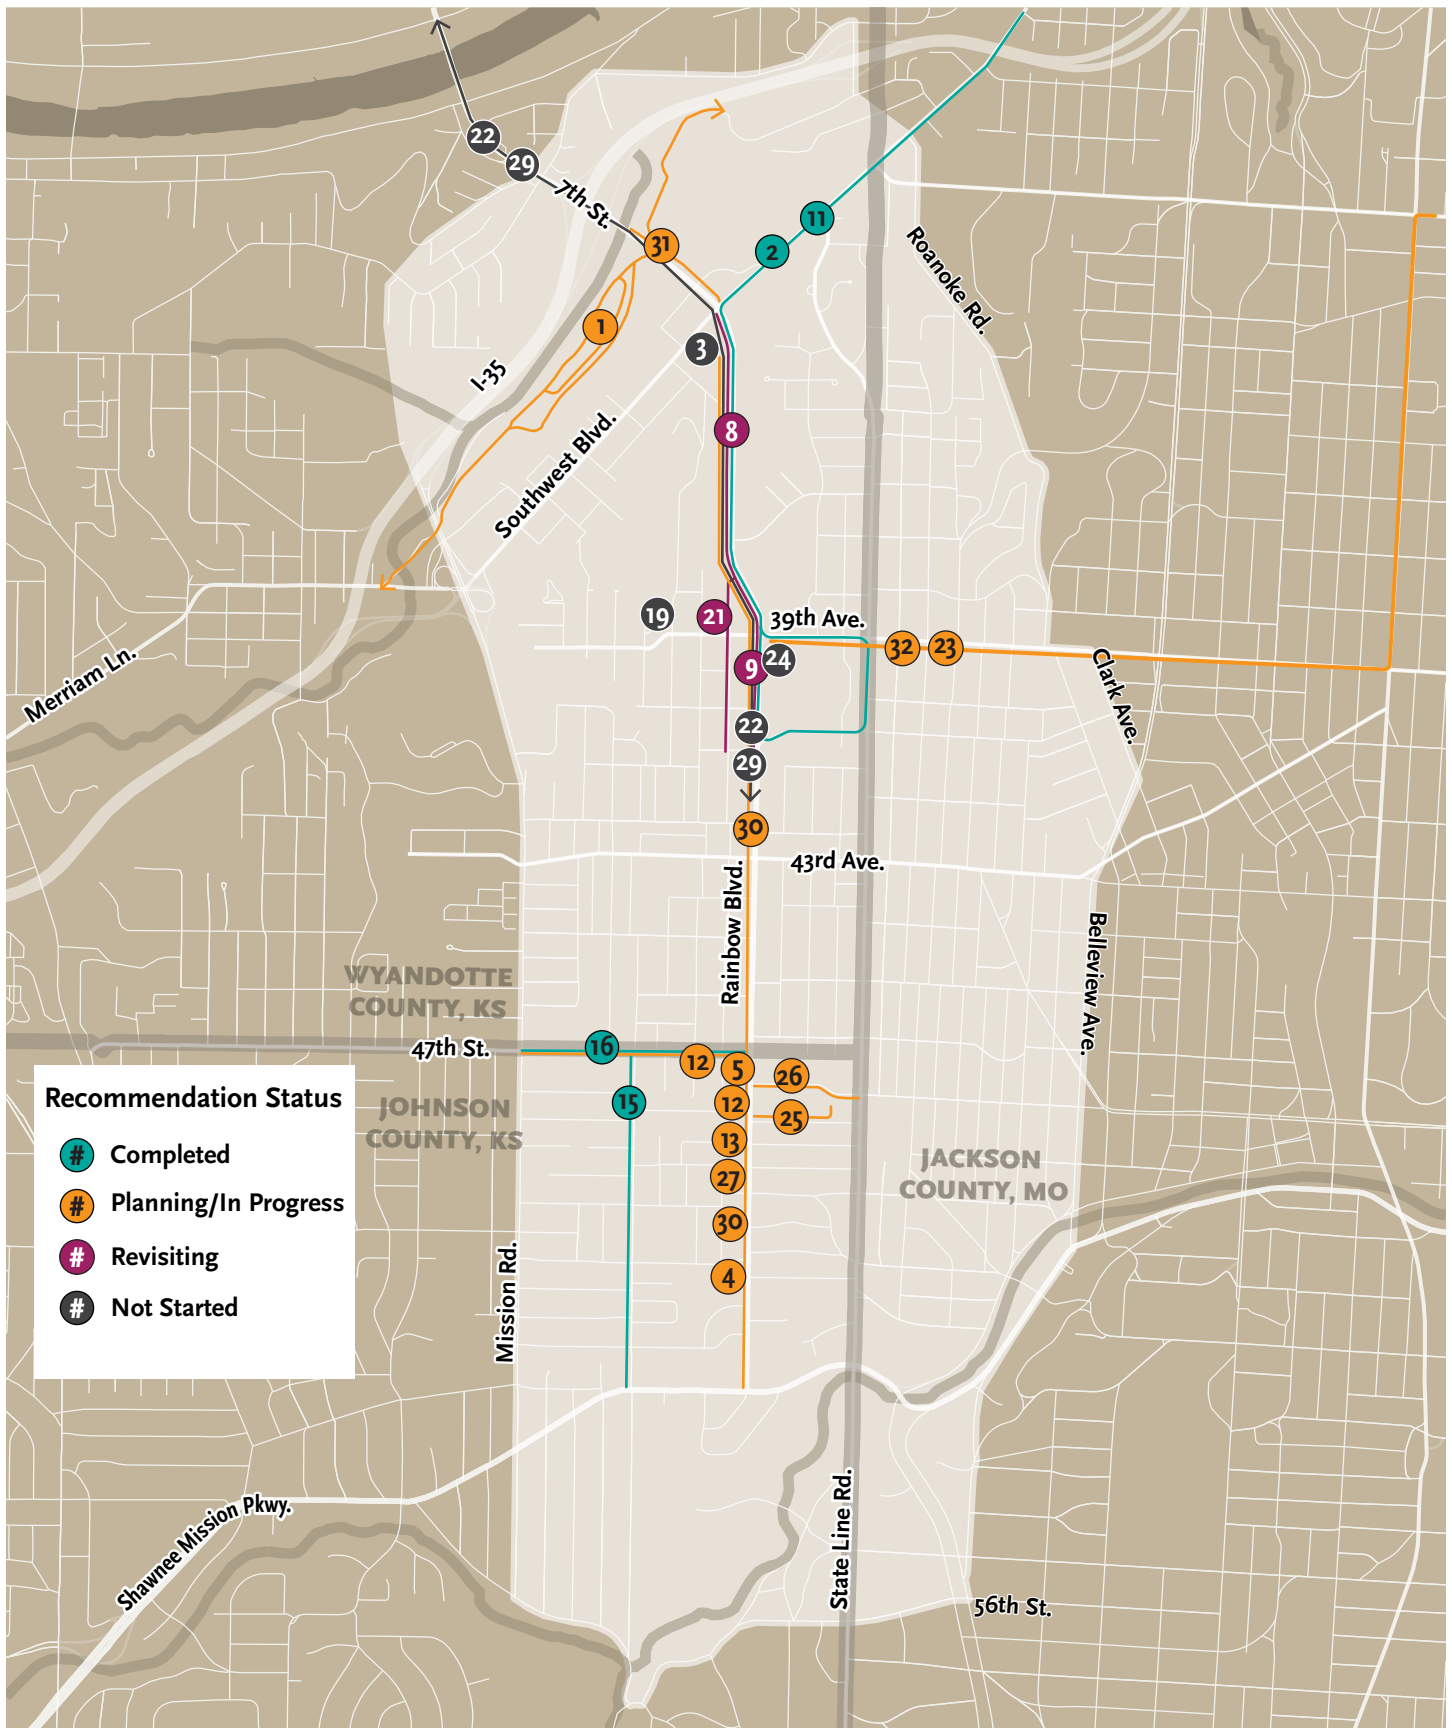 22
29
7th St.
31
11
2
Roanoke Rd.
1
3
I-35
8
Southwest Blvd.
19
21
39th Ave.
32
23
9
24
Clark Ave.
Merriam Ln.
22
29
30
43rd Ave.
Rainbow Blvd.
Belleview Ave.
WYANDOTTE
COUNTY, KS
47th St.
16
12
5
26
15
12
25
13
27
30
4
JOHNSON
COUNTY, KS
JACKSON
COUNTY, MO
Recommendation Status
# Completed
# Planning/In Progress
# Revisiting
# Not Started
Mission Rd.
State Line Rd.
Shawnee Mission Pkwy.
56th St.